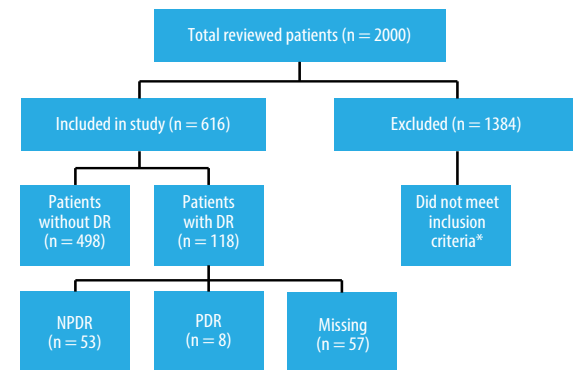 Total reviewed patients (n = 2000)
Included in study (n = 616)
Excluded (n = 1384)
Patients
without DR
(n = 498)
Patients
with DR
(n = 118)
Did not meet
inclusion
criteria*
NPDR
(n = 53)
PDR
(n = 8)
Missing
(n = 57)